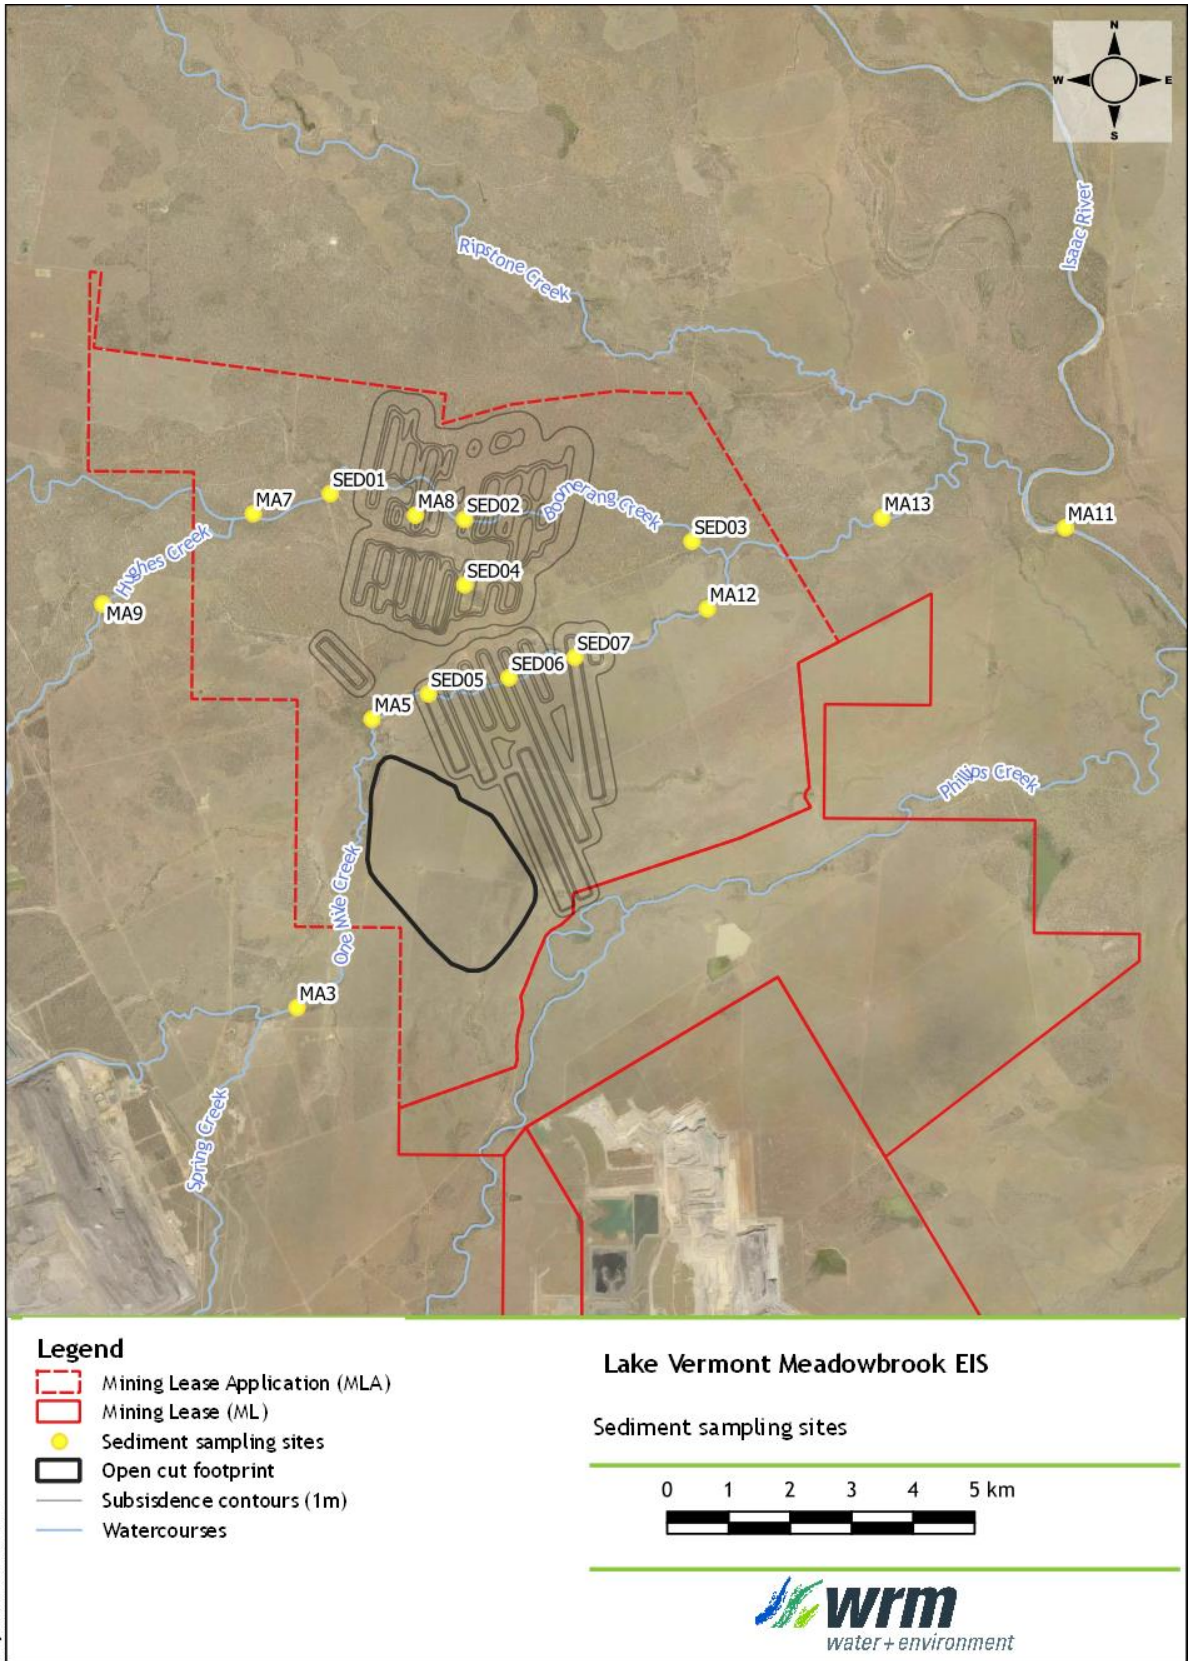 N
W
E
S
Isaac River
Ripstone Creek
SED01
MA7
MA8
SED02
Boomerang Creek
MA13
MA11
SED03
Hughes Creek
MA9
SED04
MA12
SED07
SED06
SED05
MA5
Phillips Creek
One Mile Creek
MA3
Spring Creek
Legend
Mining Lease Application (MLA)
Mining Lease (ML)
Sediment sampling sites
Open cut footprint
Subsisdence contours (1m)
Watercourses
Lake Vermont Meadowbrook EIS
Sediment sampling sites
0 1 2 3 4 5 km
wrm
water + environment